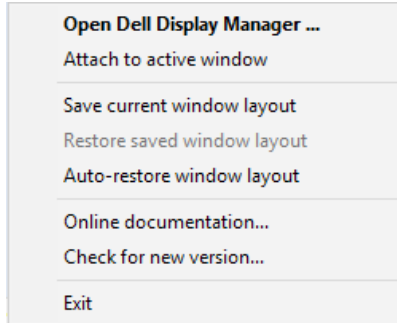 Open Dell Display Manager ...
Attach to active window
Save current window layout
Restore saved window layout
Auto-restore window layout
Online documentation...
Check for new version...
Exit